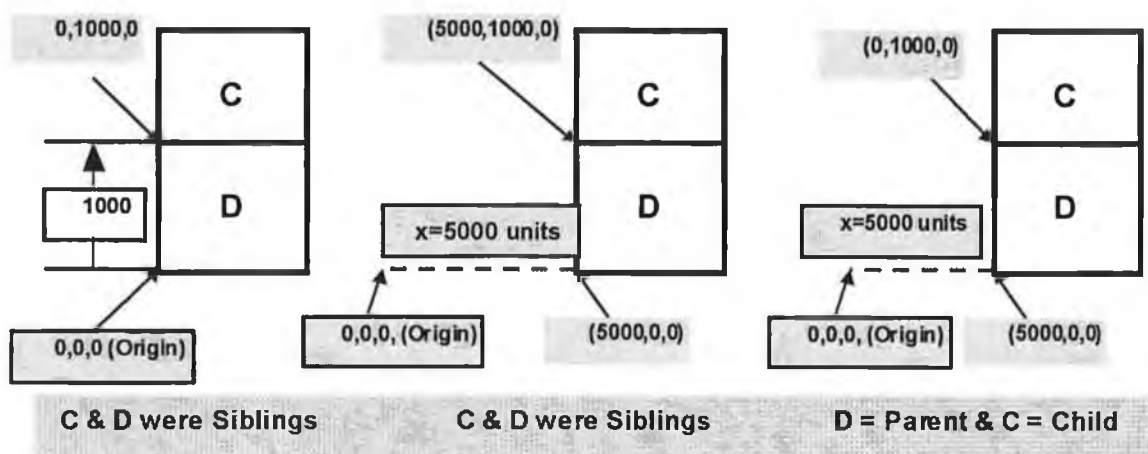 0,1000,0
C
D
1000
0,0,0 (Origin)
C & D were Siblings
(5000,1000,0)
C
D
x=5000 units
0,0,0, (Origin)
(5000,0,0)
C & D were Siblings
(0,1000,0)
C
D
x=5000 units
0,0,0, (Origin)
(5000,0,0)
D = Parent & C = Child